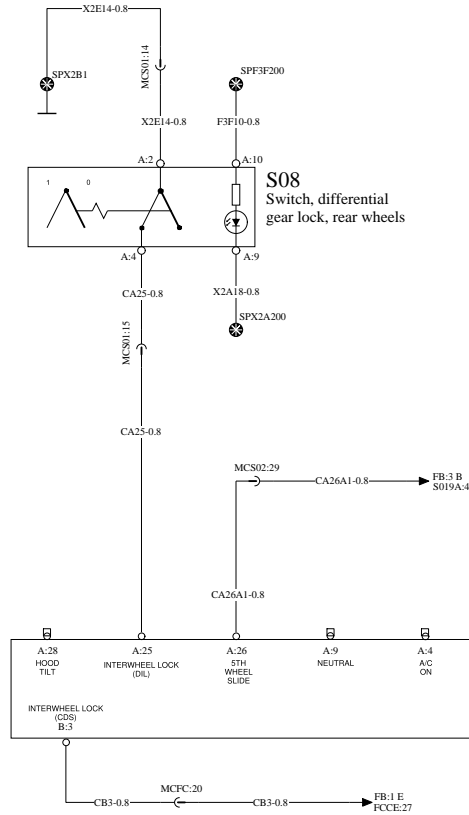 X2E14-0.8
SPX2B1
MCS01:14
SPF3F200
X2E14-0.8
F3F10-0.8
A:2
A:10
S08
Switch, differential
gear lock, rear wheels
1
0
A:4
A:9
CA25-0.8
X2A18-0.8
SPX2A200
MCS01:15
CA25-0.8
MCS02:29
CA26A1-0.8
FB:3 B
S019A:4
CA26A1-0.8
A:28
HOOD
TILT
A:25
INTERWHEEL LOCK
(DIL)
A:26
5TH
WHEEL
SLIDE
A:9
NEUTRAL
A:4
A/C
ON
INTERWHEEL LOCK
(CDS)
B:3
MCFC:20
CB3-0.8
CB3-0.8
FB:1 E
FCCE:27